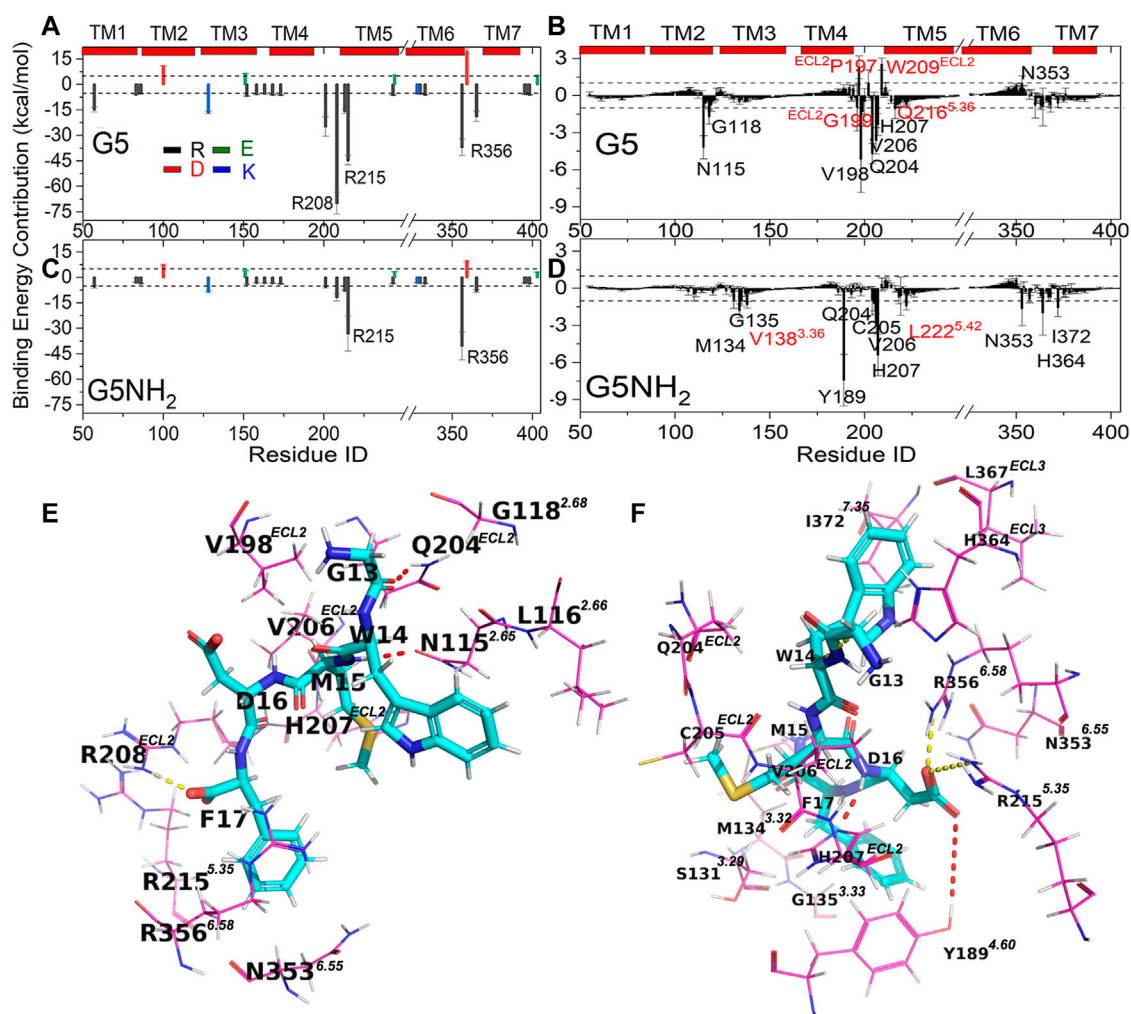 A
TM1 TM2 TM3 TM4 TM5 TM6 TM7
B
TM1 TM2 TM3 TM4 TM5 TM6 TM7
Binding Energy Contribution (kcal/mol)
15
0
-15
-30
-45
-60
-75
G5
R E
D K
R208
R215
R356
3
0
-3
-6
-9
G5
ECL2P197
W209ECL2
N353
ECL2G199
Q2165.36
G118
H207
V206
N115
V198
Q204
C
15
0
-15
-30
-45
-60
-75
R215
R356
G5NH2
50 100 150 200 250 350 400
Residue ID
D
3
0
-3
-6
-9
G135
Q204
C205
M134
V1383.36
V206
L2225.42
N353
I372
H207
H364
Y189
G5NH2
50 100 150 200 250 350 400
Residue ID
E
G1182.68
V198ECL2
Q204ECL2
G13
L1162.66
V206ECL2
W14
N1152.65
M15
D16
H207ECL2
R208ECL2
F17
R2155.35
R3566.58
N3536.55
F
L367ECL3
I3727.35
H364ECL3
Q204ECL2
W14
G13
R3566.58
C205ECL2
M15
N3536.55
D16
V206ECL2
F17
R2155.35
M1343.32
H207ECL2
S1313.29
G1353.33
Y1894.60